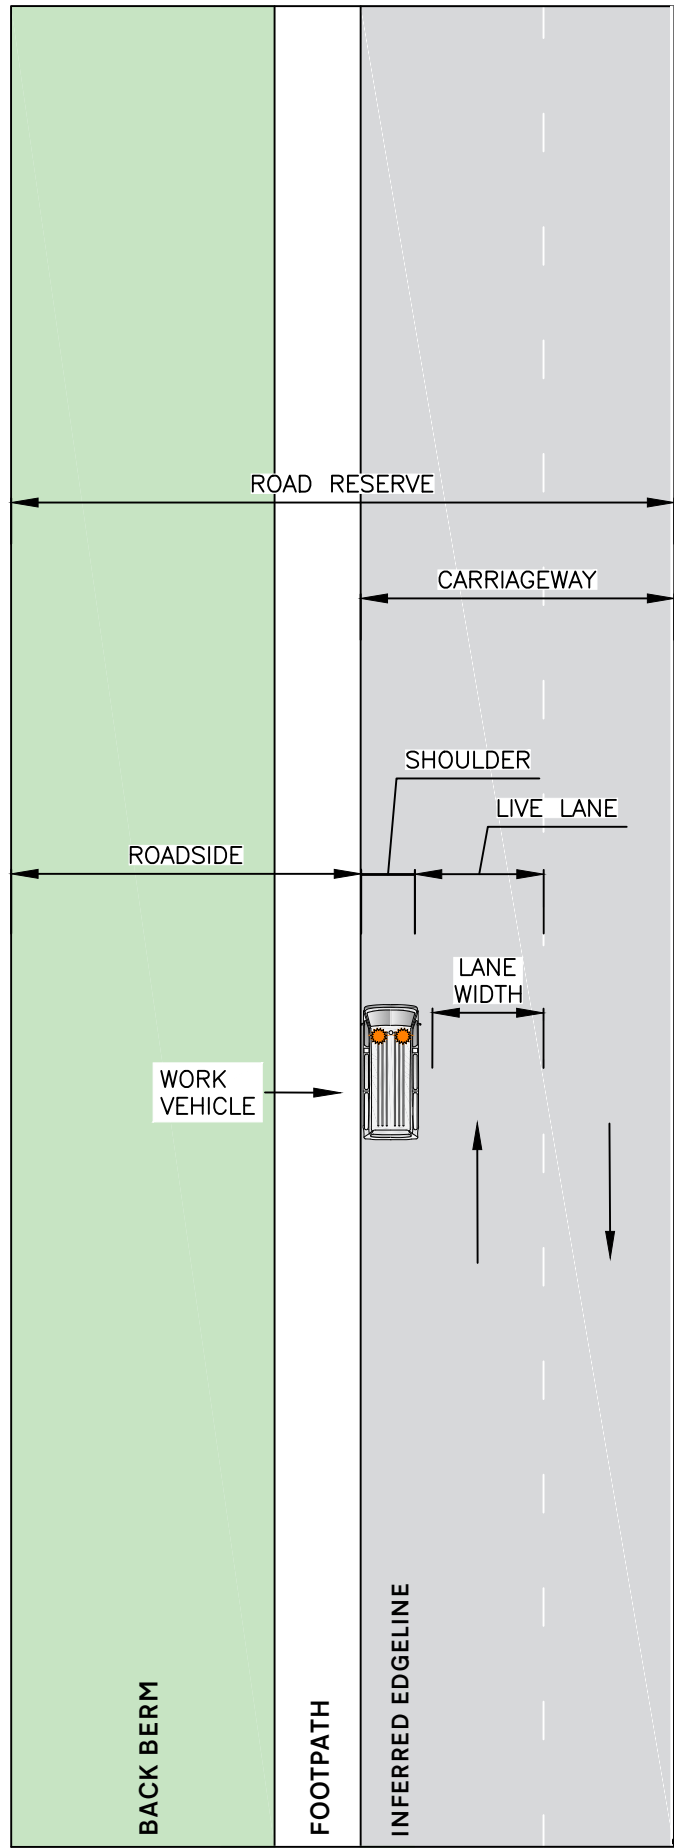 ROAD RESERVE
CARRIAGEWAY
SHOULDER
LIVE LANE
ROADSIDE
LANE
WIDTH
WORK
VEHICLE
BACK BERM
FOOTPATH
INFERRED EDGELINE